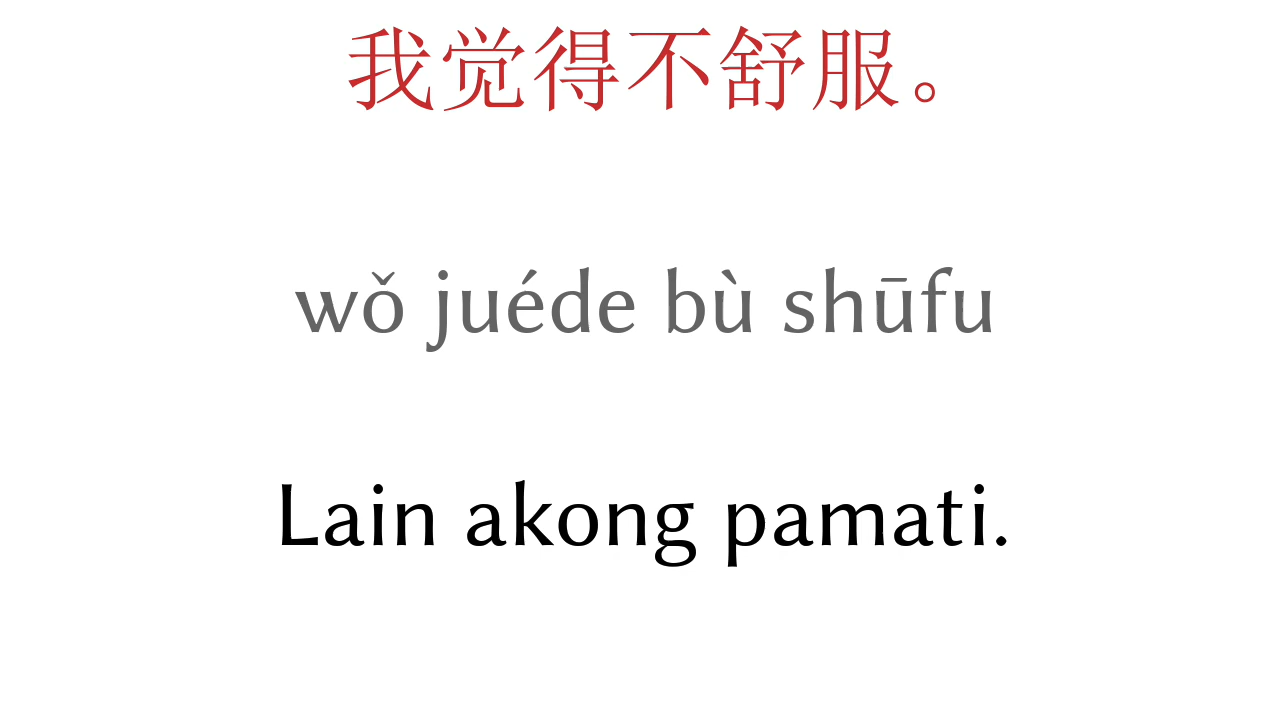 我觉得不舒服。
wǒ juéde bù shūfu
Lain akong pamati.